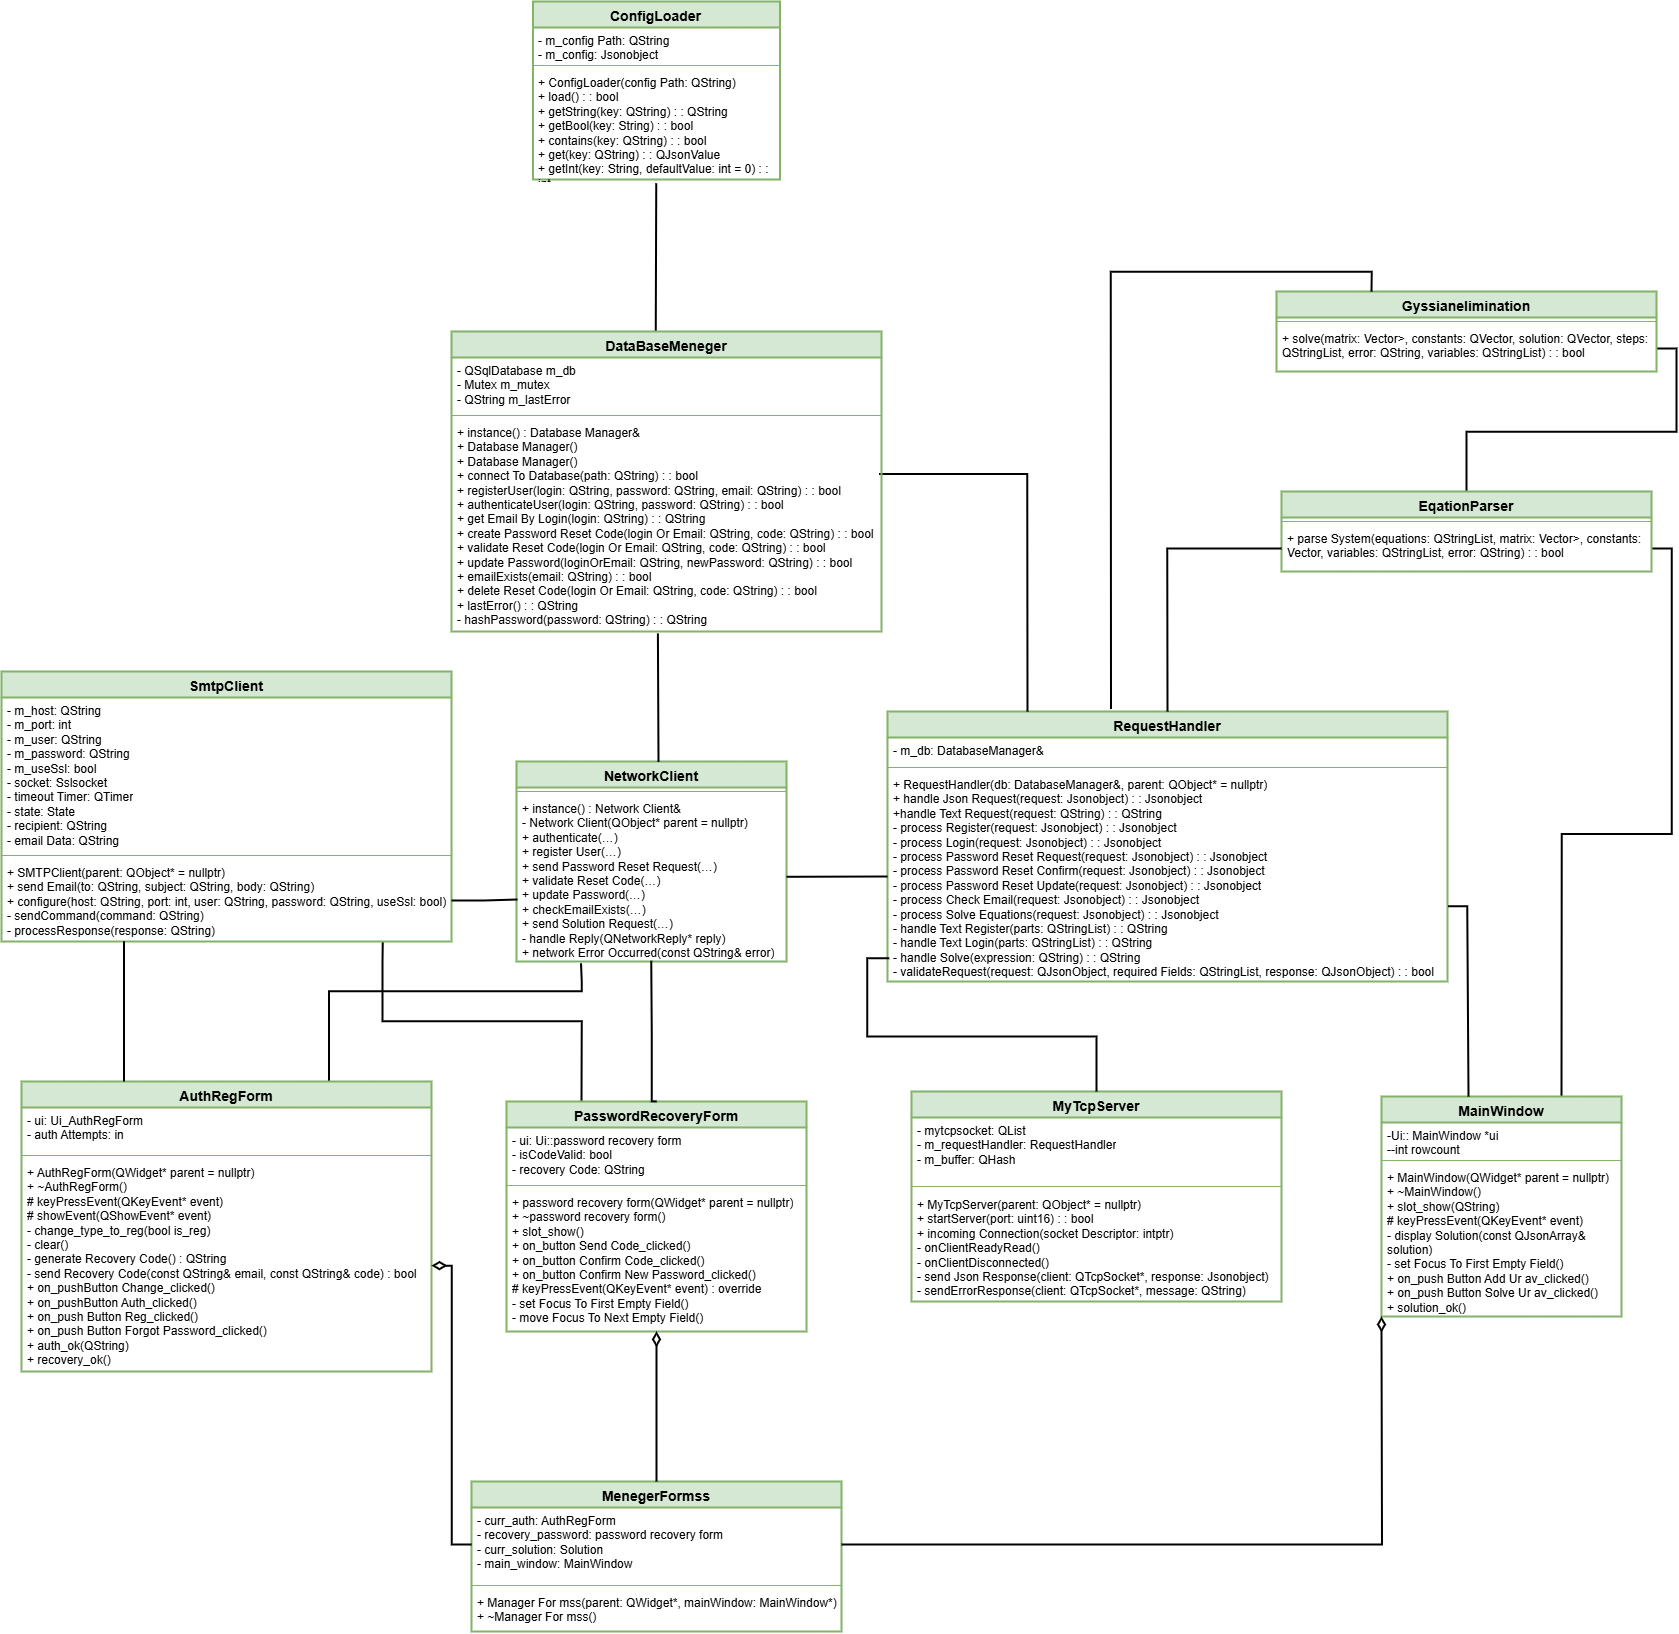 ConfigLoader
- m_config Path: QString
- m_config: Jsonobject
+ ConfigLoader(config Path: QString)
+ load() : : bool
+ getString(key: QString) : : QString
+ getBool(key: String) : : bool
+ contains(key: QString) : : bool
+ get(key: QString) : : QJsonValue
+ getInt(key: String, defaultValue: int = 0) : :
Gyssianelimination
+ solve(matrix: Vector>, constants: QVector, solution: QVector, steps:
QStringList, error: QString, variables: QStringList) : : bool
DataBaseMeneger
- QSqlDatabase m_db
- Mutex m_mutex
- QString m_lastError
+ instance() : Database Manager&
+ Database Manager()
+ Database Manager()
+ connect To Database(path: QString) : : bool
+ registerUser(login: QString, password: QString, email: QString) : : bool
+ authenticateUser(login: QString, password: QString) : : bool
+ get Email By Login(login: QString) : : QString
+ create Password Reset Code(login Or Email: QString, code: QString) : : bool
+ validate Reset Code(login Or Email: QString, code: QString) : : bool
+ update Password(loginOrEmail: QString, newPassword: QString) : : bool
+ emailExists(email: QString) : : bool
+ delete Reset Code(login Or Email: QString, code: QString) : : bool
+ lastError() : : QString
- hashPassword(password: QString) : : QString
EqationParser
+ parse System(equations: QStringList, matrix: Vector>, constants:
Vector, variables: QStringList, error: QString) : : bool
SmtpClient
- m_host: QString
- m_port: int
- m_user: QString
- m_password: QString
- m_useSsl: bool
- socket: Sslsocket
- timeout Timer: QTimer
- state: State
- recipient: QString
- email Data: QString
+ SMTPClient(parent: QObject* = nullptr)
+ send Email(to: QString, subject: QString, body: QString)
+ configure(host: QString, port: int, user: QString, password: QString, useSsl: bool)
- sendCommand(command: QString)
- processResponse(response: QString)
NetworkClient
+ instance() : Network Client&
- Network Client(QObject* parent = nullptr)
+ authenticate(…)
+ register User(…)
+ send Password Reset Request(…)
+ validate Reset Code(…)
+ update Password(…)
+ checkEmailExists(…)
+ send Solution Request(…)
- handle Reply(QNetworkReply* reply)
+ network Error Occurred(const QString& error)
RequestHandler
- m_db: DatabaseManager&
+ RequestHandler(db: DatabaseManager&, parent: QObject* = nullptr)
+ handle Json Request(request: Jsonobject) : : Jsonobject
+handle Text Request(request: QString) : : QString
- process Register(request: Jsonobject) : : Jsonobject
- process Login(request: Jsonobject) : : Jsonobject
- process Password Reset Request(request: Jsonobject) : : Jsonobject
- process Password Reset Confirm(request: Jsonobject) : : Jsonobject
- process Password Reset Update(request: Jsonobject) : : Jsonobject
- process Check Email(request: Jsonobject) : : Jsonobject
- process Solve Equations(request: Jsonobject) : : Jsonobject
- handle Text Register(parts: QStringList) : : QString
- handle Text Login(parts: QStringList) : : QString
- handle Solve(expression: QString) : : QString
- validateRequest(request: QJsonObject, required Fields: QStringList, response: QJsonObject) : : bool
AuthRegForm
- ui: Ui_AuthRegForm
- auth Attempts: in
+ AuthRegForm(QWidget* parent = nullptr)
+ ~AuthRegForm()
# keyPressEvent(QKeyEvent* event)
# showEvent(QShowEvent* event)
- change_type_to_reg(bool is_reg)
- clear()
- generate Recovery Code() : QString
- send Recovery Code(const QString& email, const QString& code) : bool
+ on_pushButton Change_clicked()
+ on_pushButton Auth_clicked()
+ on_push Button Reg_clicked()
+ on_push Button Forgot Password_clicked()
+ auth_ok(QString)
+ recovery_ok()
PasswordRecoveryForm
- ui: Ui::password recovery form
- isCodeValid: bool
- recovery Code: QString
+ password recovery form(QWidget* parent = nullptr)
+ ~password recovery form()
+ slot_show()
+ on_button Send Code_clicked()
+ on_button Confirm Code_clicked()
+ on_button Confirm New Password_clicked()
# keyPressEvent(QKeyEvent* event) : override
- set Focus To First Empty Field()
- move Focus To Next Empty Field()
MyTcpServer
- mytcpsocket: QList
- m_requestHandler: RequestHandler
- m_buffer: QHash
+ MyTcpServer(parent: QObject* = nullptr)
+ startServer(port: uint16) : : bool
+ incoming Connection(socket Descriptor: intptr)
- onClientReadyRead()
- onClientDisconnected()
- send Json Response(client: QTcpSocket*, response: Jsonobject)
- sendErrorResponse(client: QTcpSocket*, message: QString)
MainWindow
-Ui:: MainWindow *ui
--int rowcount
+ MainWindow(QWidget* parent = nullptr)
+ ~MainWindow()
+ slot_show(QString)
# keyPressEvent(QKeyEvent* event)
- display Solution(const QJsonArray&
solution)
- set Focus To First Empty Field()
+ on_push Button Add Ur av_clicked()
+ on_push Button Solve Ur av_clicked()
+ solution_ok()
MenegerFormss
- curr_auth: AuthRegForm
- recovery_password: password recovery form
- curr_solution: Solution
- main_window: MainWindow
+ Manager For mss(parent: QWidget*, mainWindow: MainWindow*)
+ ~Manager For mss()